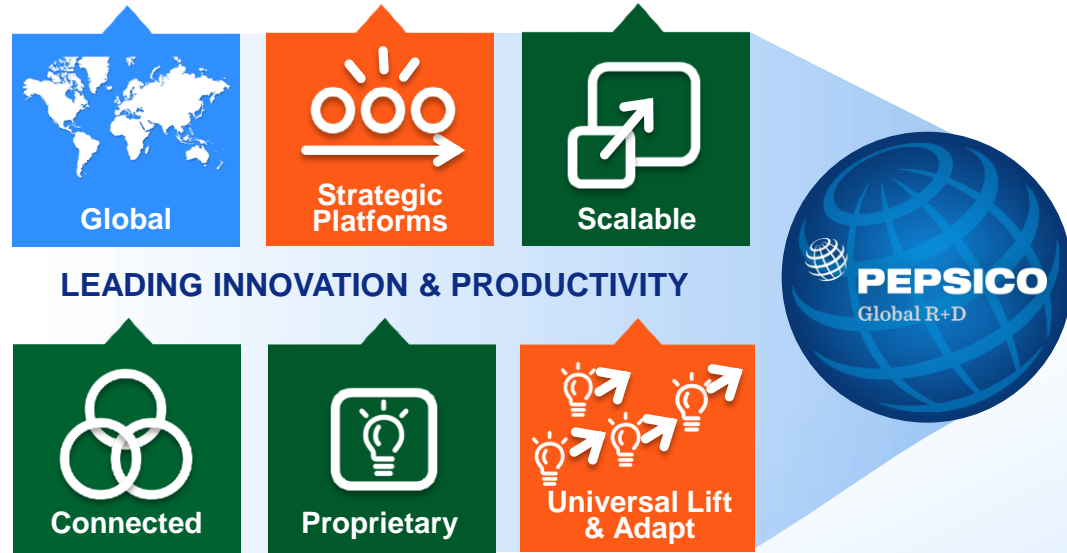 Global
Strategic
Platforms
Scalable
LEADING INNOVATION & PRODUCTIVITY
PEPSICO
Global R+D
Connected
Proprietary
Universal Lift
& Adapt